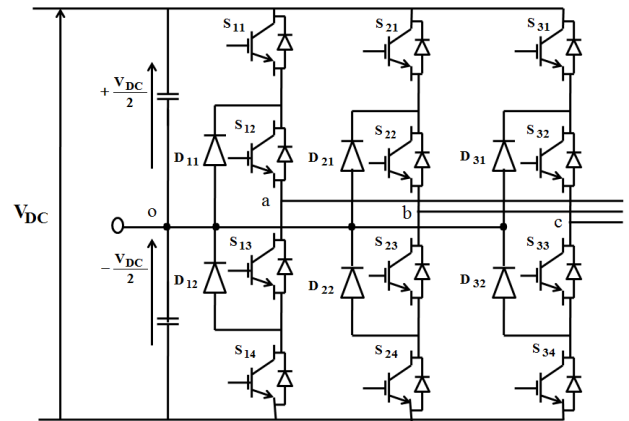 S11 S21 S31
+ VDC/2
S12 S22 S32
D11 D21 D31
a
VDC
o b c
S13 S23 S33
− VDC/2
D12 D22 D32
S14 S24 S34